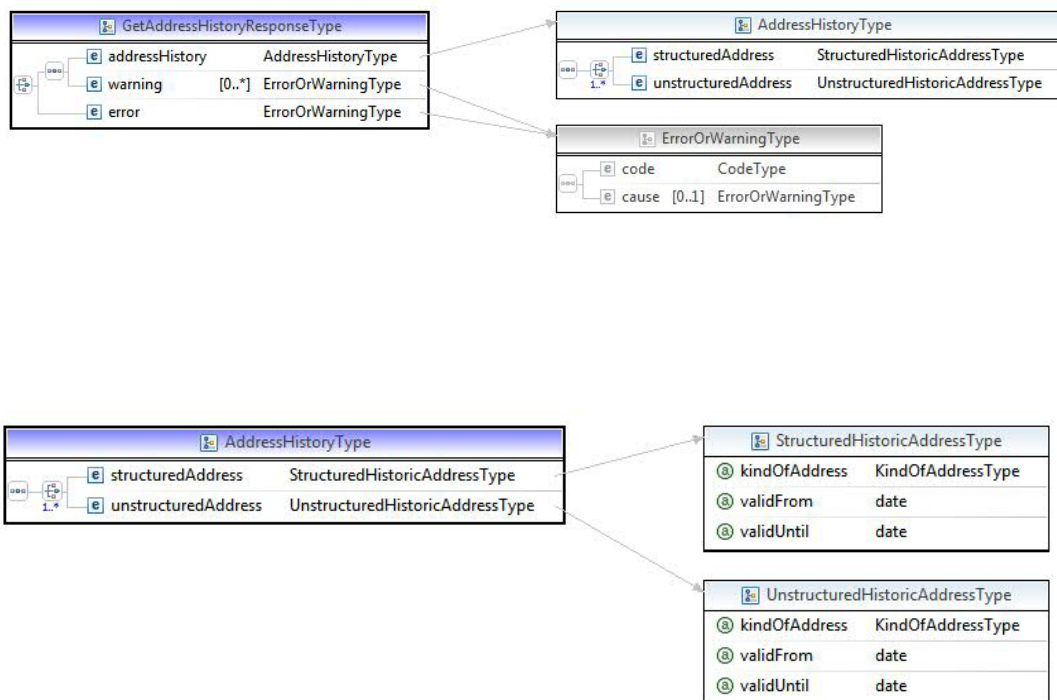 GetAddressHistoryResponseType
e addressHistory AddressHistoryType
e warning [0..*] ErrorOrWarningType
e error ErrorOrWarningType
AddressHistoryType
e structuredAddress StructuredHistoricAddressType
1..* e unstructuredAddress UnstructuredHistoricAddressType
ErrorOrWarningType
e code CodeType
e cause [0..1] ErrorOrWarningType
AddressHistoryType
e structuredAddress StructuredHistoricAddressType
1..* e unstructuredAddress UnstructuredHistoricAddressType
StructuredHistoricAddressType
a kindOfAddress KindOfAddressType
a validFrom date
a validUntil date
UnstructuredHistoricAddressType
a kindOfAddress KindOfAddressType
a validFrom date
a validUntil date